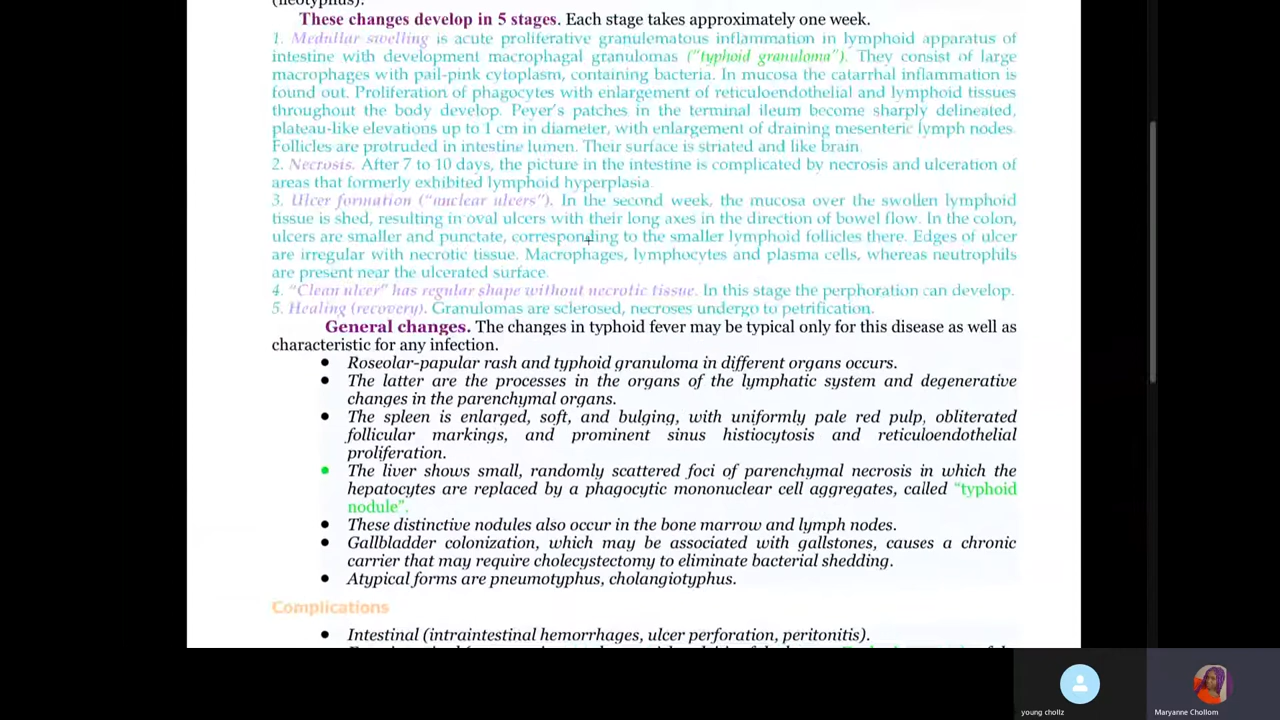 (ileotyphus).
These changes develop in 5 stages. Each stage takes approximately one week.
1. Medullar swelling is acute proliferative granulematous inflammation in lymphoid apparatus of
intestine with development macrophagal granulomas ("typhoid granuloma"). They consist of large
macrophages with pail-pink cytoplasm, containing bacteria. In mucosa the catarrhal inflammation is
found out. Proliferation of phagocytes with enlargement of reticuloendothelial and lymphoid tissues
throughout the body develop. Peyer's patches in the terminal ileum become sharply delineated,
plateau-like elevations up to 1 cm in diameter, with enlargement of draining mesenteric lymph nodes.
Follicles are protruded in intestine lumen. Their surface is striated and like brain.
2. Necrosis. After 7 to 10 days, the picture in the intestine is complicated by necrosis and ulceration of
areas that formerly exhibited lymphoid hyperplasia.
3. Ulcer formation ("unclear ulcers"). In the second week, the mucosa over the swollen lymphoid
tissue is shed, resulting in oval ulcers with their long axes in the direction of bowel flow. In the colon,
ulcers are smaller and punctate, corresponding to the smaller lymphoid follicles there. Edges of ulcer
are irregular with necrotic tissue. Macrophages, lymphocytes and plasma cells, whereas neutrophils
are present near the ulcerated surface.
4. "Clean ulcer" has regular shape without necrotic tissue. In this stage the perphoration can develop.
5. Healing (recovery). Granulomas are sclerosed, necroses undergo to petrification.
General changes. The changes in typhoid fever may be typical only for this disease as well as
characteristic for any infection.
• Roseolar-papular rash and typhoid granuloma in different organs occurs.
• The latter are the processes in the organs of the lymphatic system and degenerative
changes in the parenchymal organs.
• The spleen is enlarged, soft, and bulging, with uniformly pale red pulp, obliterated
follicular markings, and prominent sinus histiocytosis and reticuloendothelial
proliferation.
• The liver shows small, randomly scattered foci of parenchymal necrosis in which the
hepatocytes are replaced by a phagocytic mononuclear cell aggregates, called "typhoid
nodule".
• These distinctive nodules also occur in the bone marrow and lymph nodes.
• Gallbladder colonization, which may be associated with gallstones, causes a chronic
carrier that may require cholecystectomy to eliminate bacterial shedding.
• Atypical forms are pneumotyphus, cholangiotyphus.
Complications
• Intestinal (intraintestinal hemorrhages, ulcer perforation, peritonitis).
young chollz
Maryanne Chollom